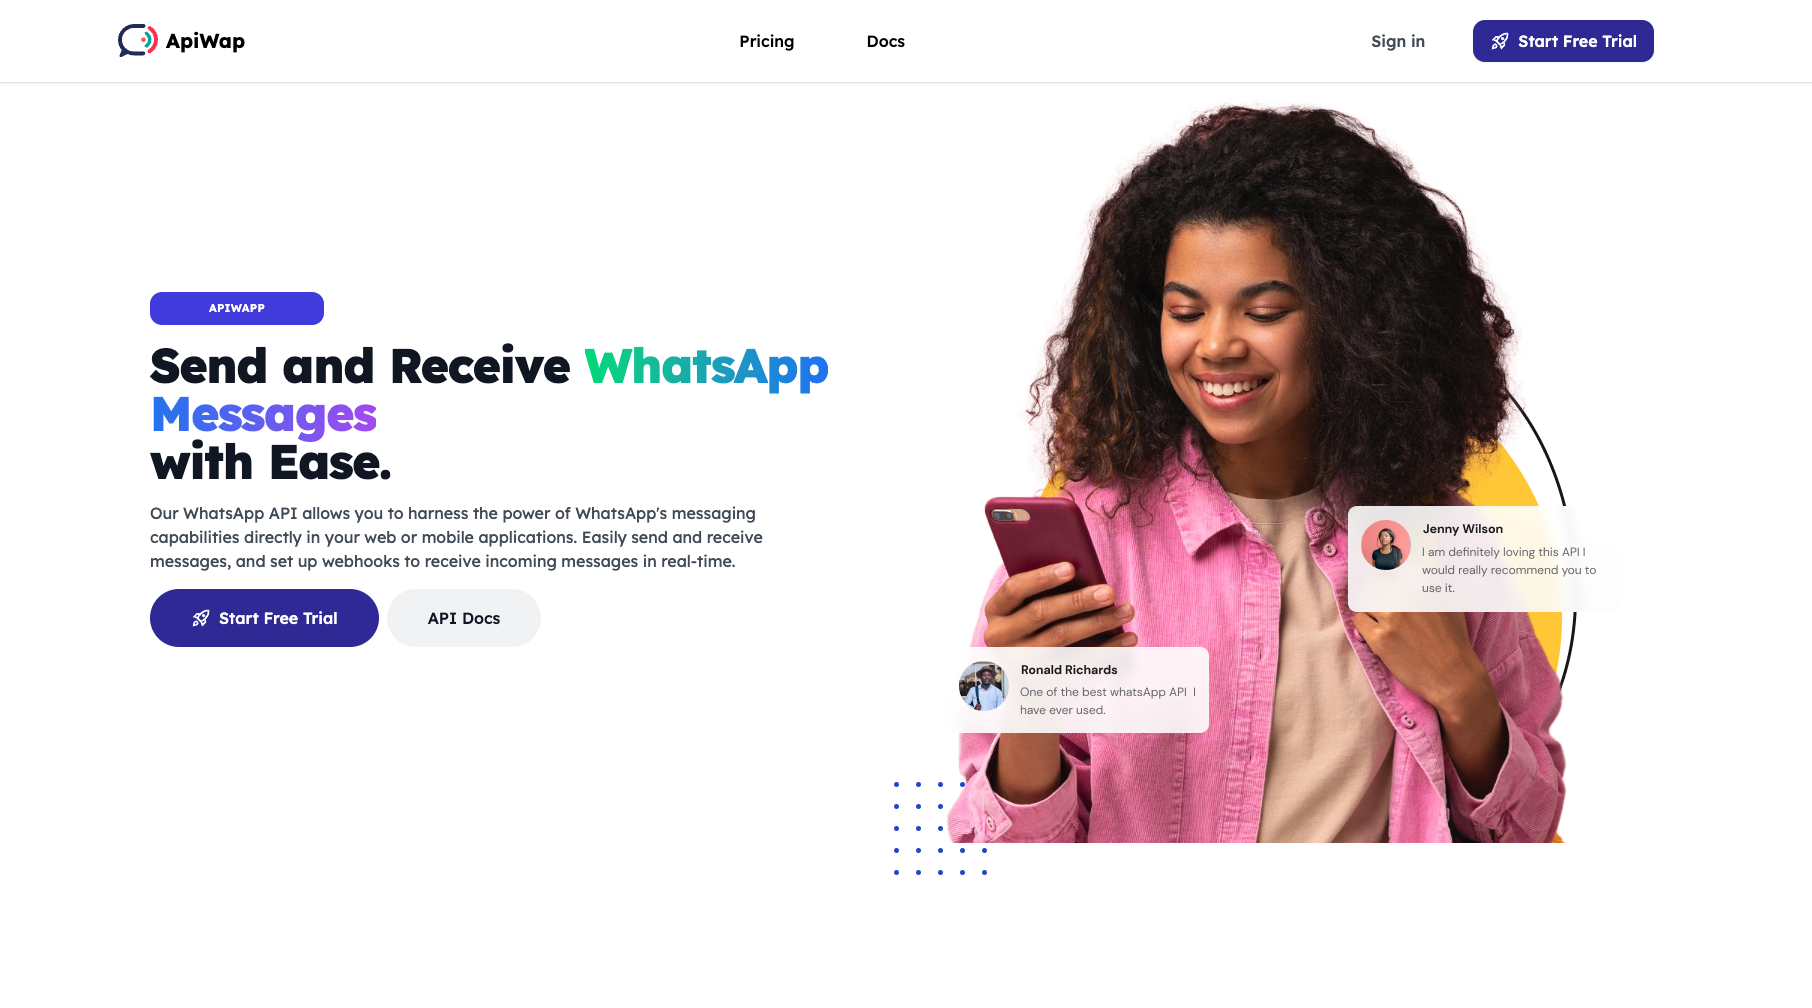 ApiWap
Pricing
Docs
Sign in
Start Free Trial
APIWAPP
Send and Receive WhatsApp
Messages
with Ease.
Our WhatsApp API allows you to harness the power of WhatsApp's messaging
capabilities directly in your web or mobile applications. Easily send and receive
messages, and set up webhooks to receive incoming messages in real-time.
Start Free Trial
API Docs
Jenny Wilson
I am definitely loving this API I
would really recommend you to
use it.
Ronald Richards
One of the best whatsApp API I
have ever used.